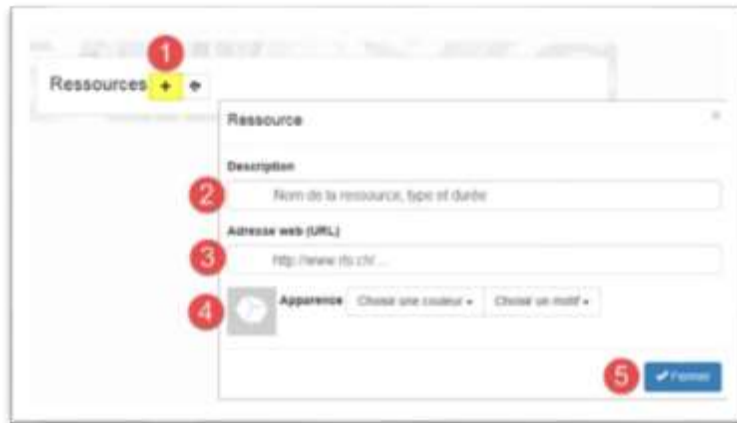 1
Ressources
Ressource
Description
2 Nom de la ressource, type et durée
Adresse web (URL)
3 http://www.rts.ch/ ...
4 Apparence Choisir une couleur Choisir un motif
5 Fermer